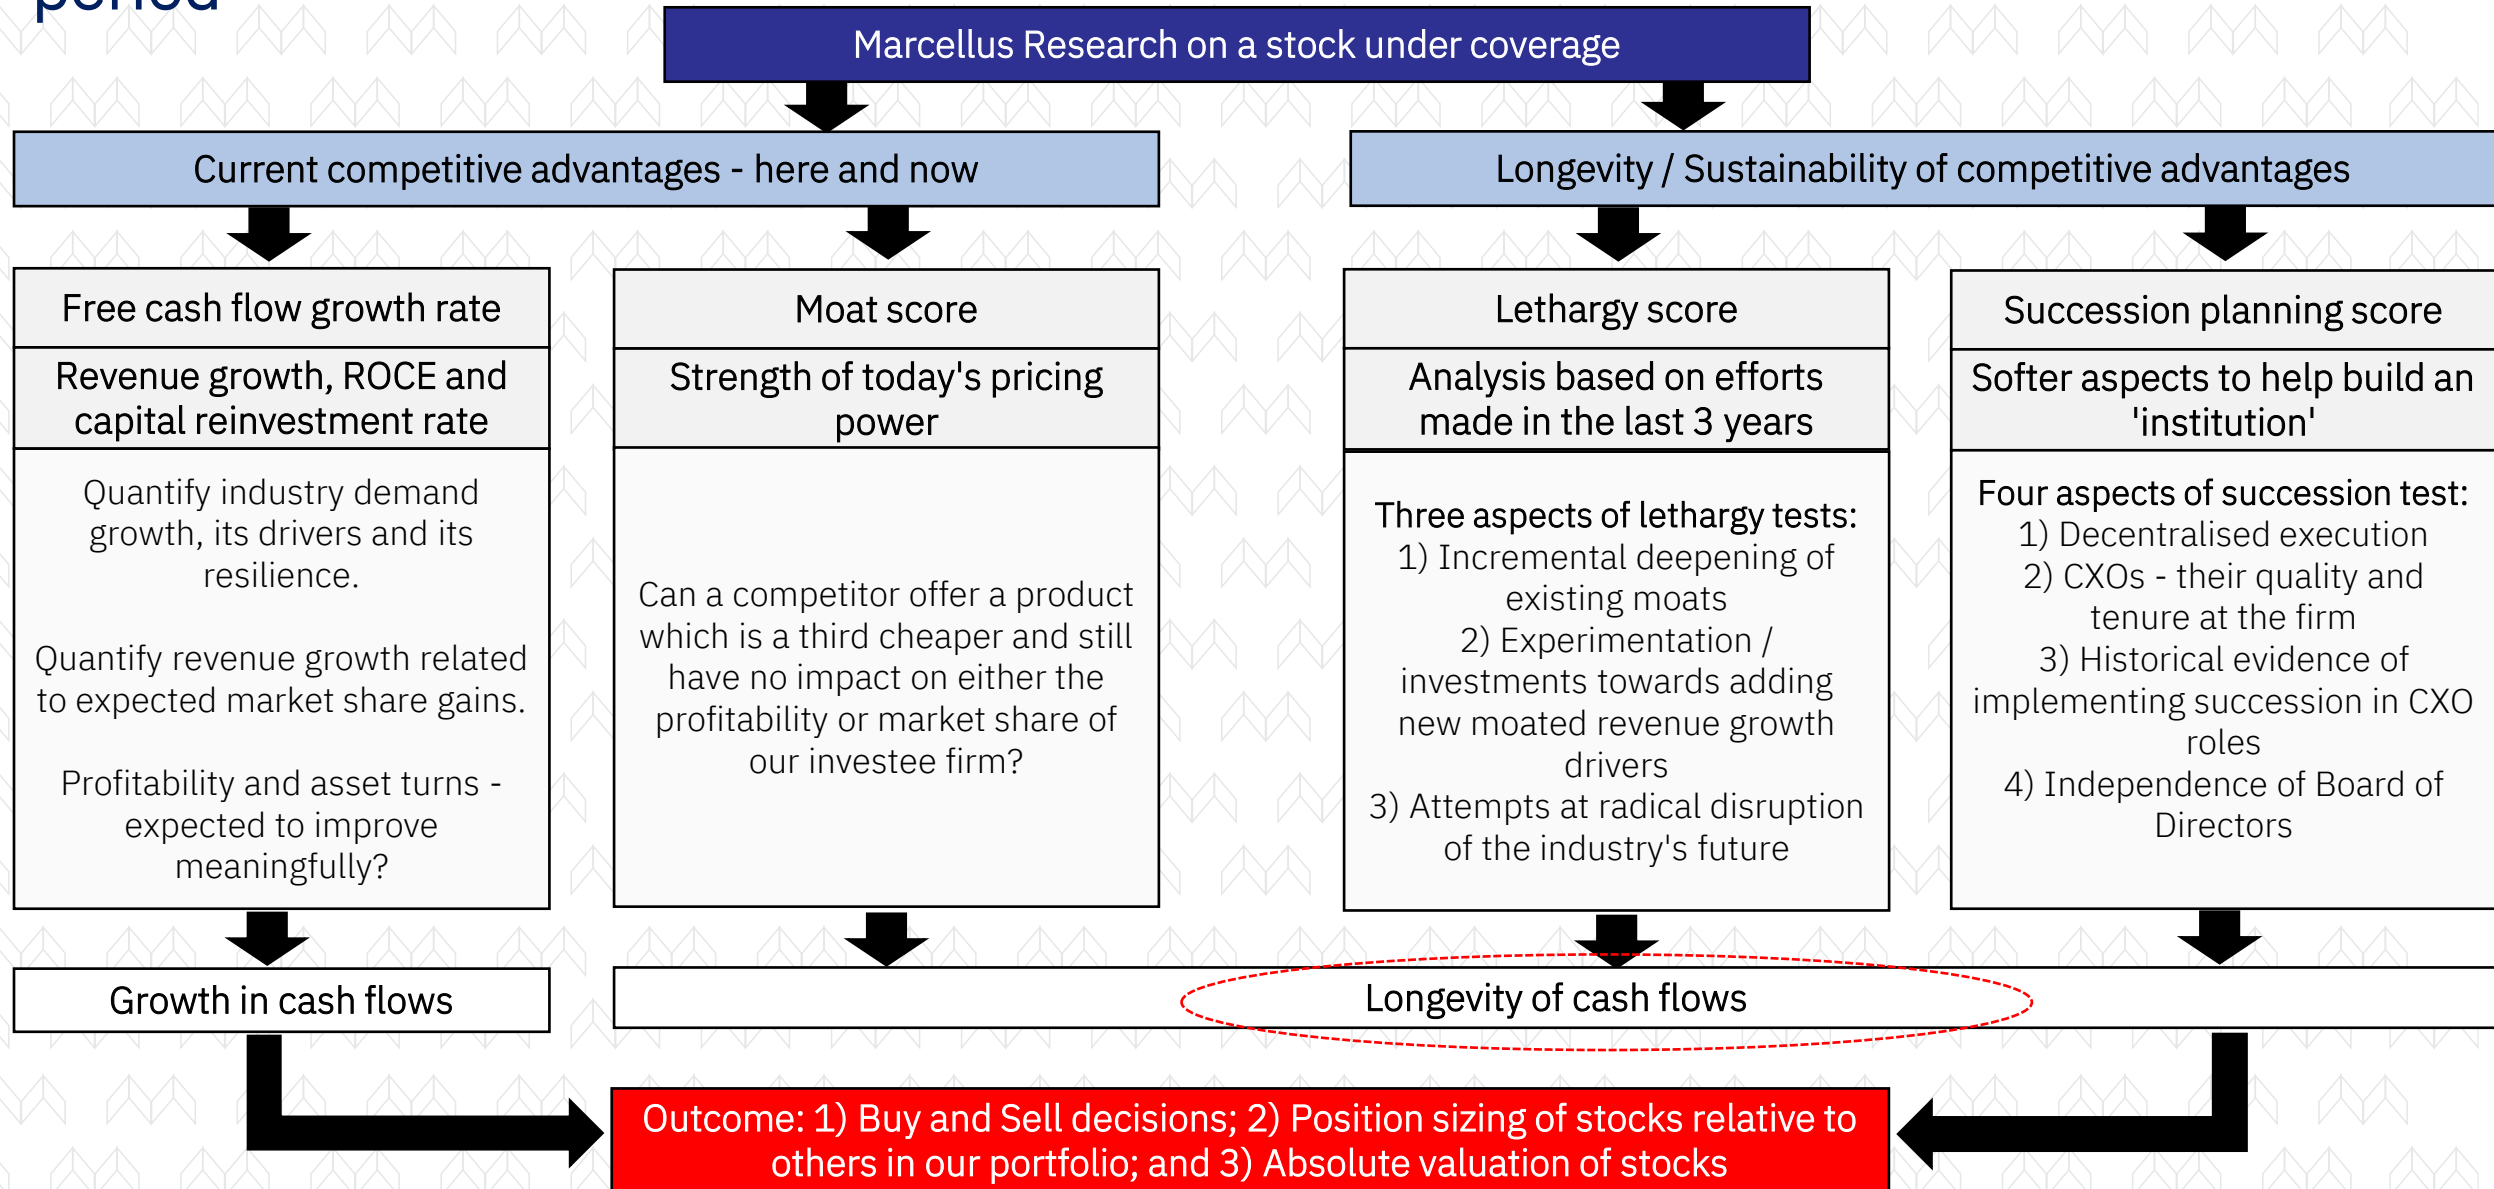 period
Marcellus Research on a stock under coverage
Current competitive advantages - here and now
Longevity / Sustainability of competitive advantages
Free cash flow growth rate
Revenue growth, ROCE and
capital reinvestment rate
Quantify industry demand
growth, its drivers and its
resilience.
Quantify revenue growth related
to expected market share gains.
Profitability and asset turns -
expected to improve
meaningfully?
Moat score
Strength of today's pricing
power
Can a competitor offer a product
which is a third cheaper and still
have no impact on either the
profitability or market share of
our investee firm?
Lethargy score
Analysis based on efforts
made in the last 3 years
Three aspects of lethargy tests:
1) Incremental deepening of
existing moats
2) Experimentation /
investments towards adding
new moated revenue growth
drivers
3) Attempts at radical disruption
of the industry's future
Succession planning score
Softer aspects to help build an
'institution'
Four aspects of succession test:
1) Decentralised execution
2) CXOs - their quality and
tenure at the firm
3) Historical evidence of
implementing succession in CXO
roles
4) Independence of Board of
Directors
Growth in cash flows
Longevity of cash flows
Outcome: 1) Buy and Sell decisions; 2) Position sizing of stocks relative to
others in our portfolio; and 3) Absolute valuation of stocks